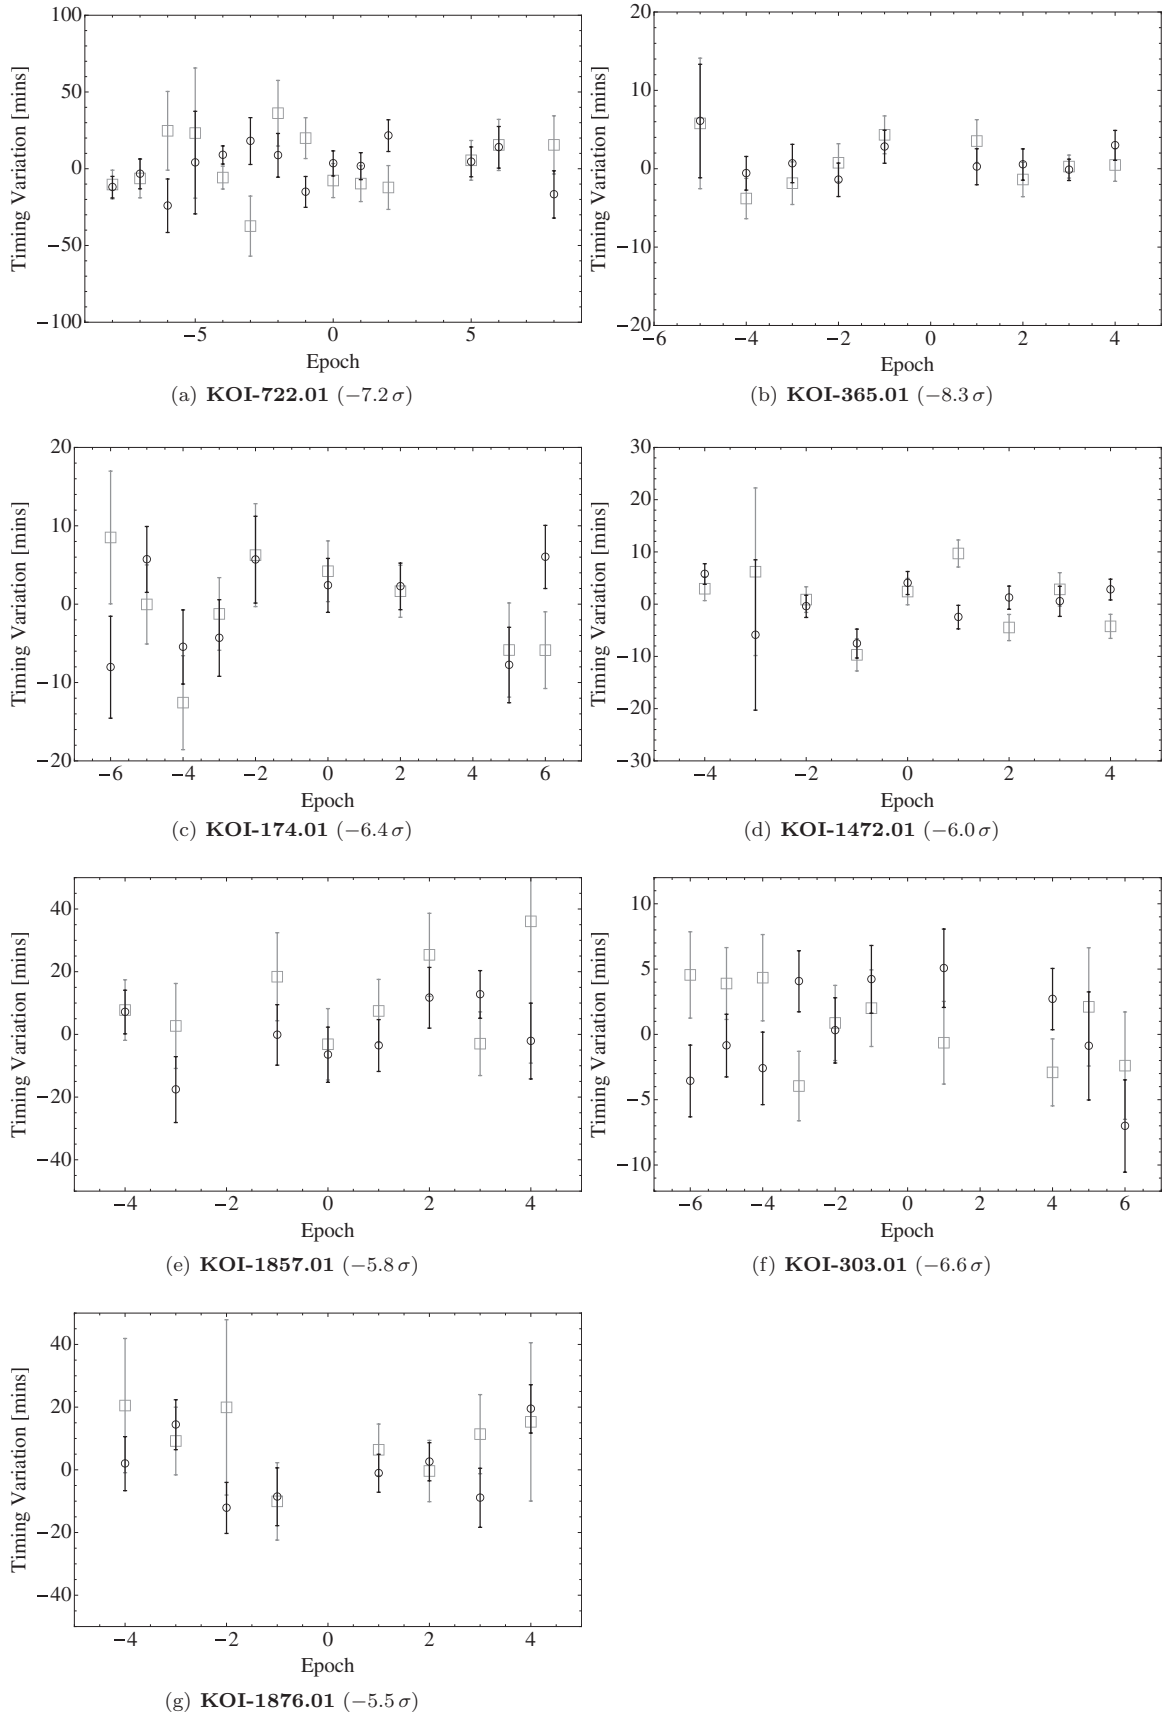 100
50
0
−50
−100
Timing Variation [mins]
−5 0 5
Epoch
(a) KOI-722.01 (−7.2 σ)
20
10
0
−10
−20
Timing Variation [mins]
−6 −4 −2 0 2 4
Epoch
(b) KOI-365.01 (−8.3 σ)
20
10
0
−10
−20
Timing Variation [mins]
−6 −4 −2 0 2 4 6
Epoch
(c) KOI-174.01 (−6.4 σ)
30
20
10
0
−10
−20
−30
Timing Variation [mins]
−4 −2 0 2 4
Epoch
(d) KOI-1472.01 (−6.0 σ)
40
20
0
−20
−40
Timing Variation [mins]
−4 −2 0 2 4
Epoch
(e) KOI-1857.01 (−5.8 σ)
10
5
0
−5
−10
Timing Variation [mins]
−6 −4 −2 0 2 4 6
Epoch
(f) KOI-303.01 (−6.6 σ)
40
20
0
−20
−40
Timing Variation [mins]
−4 −2 0 2 4
Epoch
(g) KOI-1876.01 (−5.5 σ)